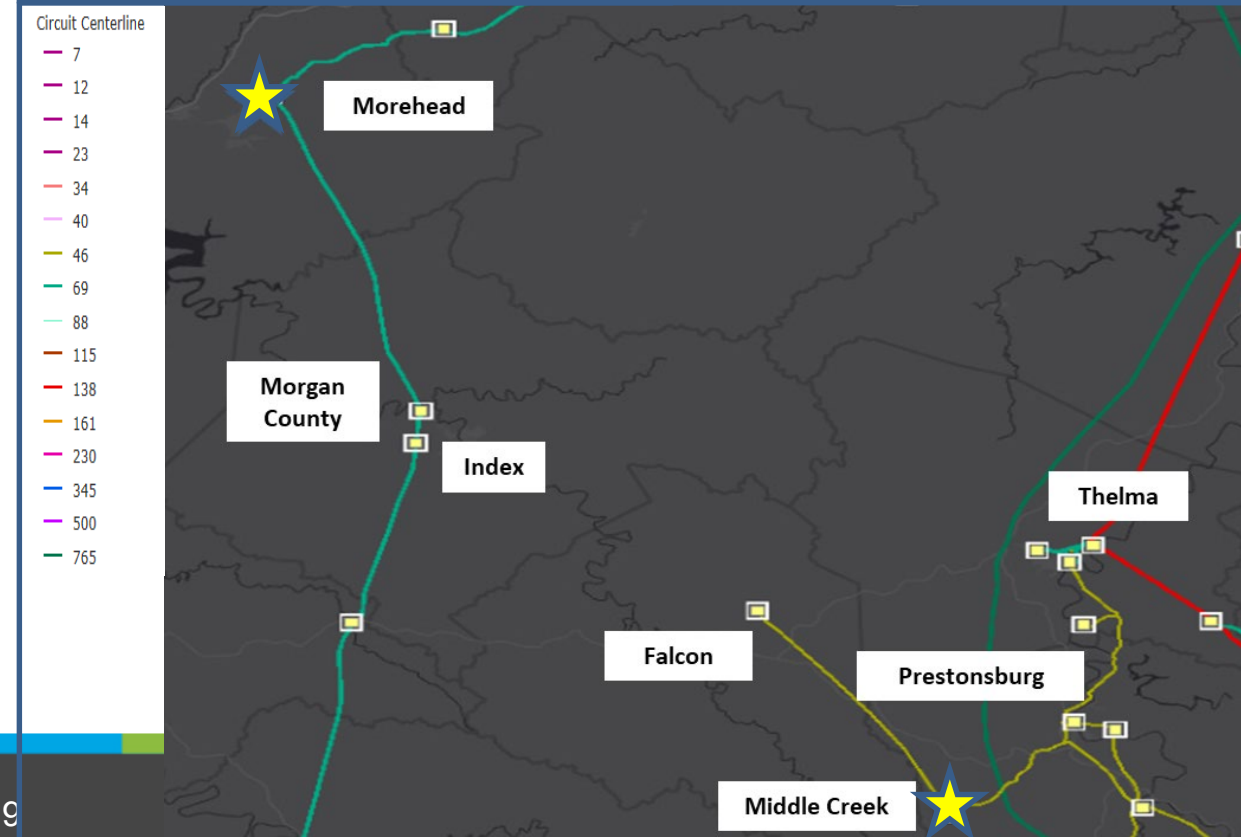 Circuit Centerline
7
12
14
23
34
40
46
69
88
115
138
161
230
345
500
765
Morehead
Morgan
County
Index
Thelma
Falcon
Prestonsburg
Middle Creek
9